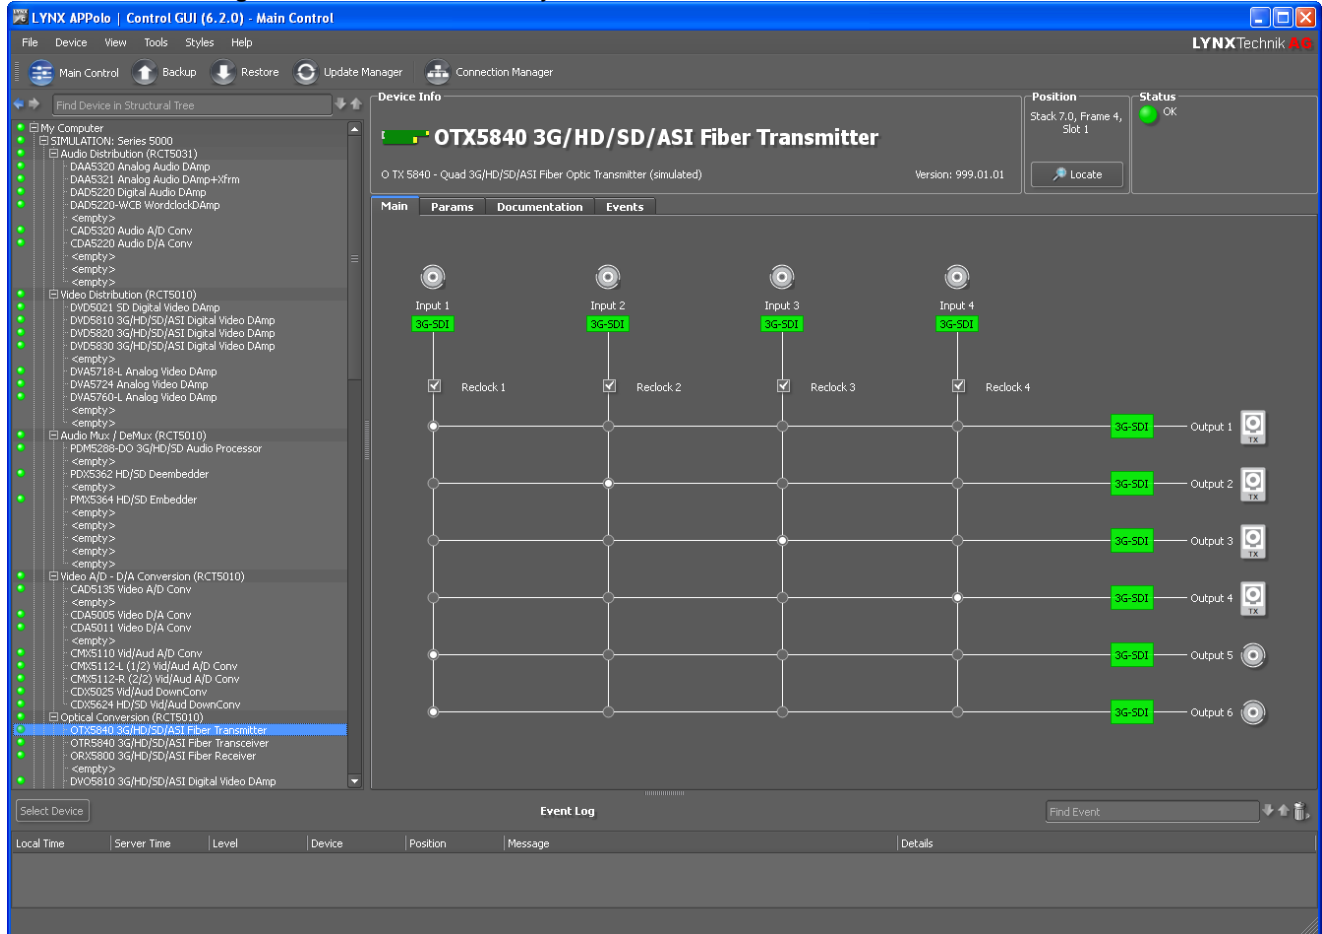 LYNX APPolo | Control GUI (6.2.0) - Main Control
File Device View Tools Styles Help
LYNXTechnik AG
Main Control Backup Restore Update Manager Connection Manager
Find Device in Structural Tree
My Computer
SIMULATION: Series 5000
Audio Distribution (RCT5031)
DAA5320 Analog Audio DAmp
DAA5321 Analog Audio DAmp+Xfrm
DAD5220 Digital Audio DAmp
DAD5220-WCB WordclockDAmp
<empty>
CAD5320 Audio A/D Conv
CDA5220 Audio D/A Conv
<empty>
<empty>
<empty>
Video Distribution (RCT5010)
DVD5021 SD Digital Video DAmp
DVD5810 3G/HD/SD/ASI Digital Video DAmp
DVD5820 3G/HD/SD/ASI Digital Video DAmp
DVD5830 3G/HD/SD/ASI Digital Video DAmp
<empty>
DVA5718-L Analog Video DAmp
DVA5724 Analog Video DAmp
DVA5760-L Analog Video DAmp
<empty>
<empty>
Audio Mux / DeMux (RCT5010)
PDM5288-DO 3G/HD/SD Audio Processor
<empty>
PDX5362 HD/SD Deembedder
<empty>
PMX5364 HD/SD Embedder
<empty>
<empty>
<empty>
<empty>
<empty>
Video A/D - D/A Conversion (RCT5010)
CAD5135 Video A/D Conv
<empty>
CDA5005 Video D/A Conv
CDA5011 Video D/A Conv
<empty>
CMX5110 Vid/Aud A/D Conv
CMX5112-L (1/2) Vid/Aud A/D Conv
CMX5112-R (2/2) Vid/Aud A/D Conv
CDX5025 Vid/Aud DownConv
CDX5624 HD/SD Vid/Aud DownConv
Optical Conversion (RCT5010)
OTX5840 3G/HD/SD/ASI Fiber Transmitter
OTR5840 3G/HD/SD/ASI Fiber Transceiver
ORX5800 3G/HD/SD/ASI Fiber Receiver
<empty>
DVO5810 3G/HD/SD/ASI Digital Video DAmp
Device Info
OTX5840 3G/HD/SD/ASI Fiber Transmitter
O TX 5840 - Quad 3G/HD/SD/ASI Fiber Optic Transmitter (simulated) Version: 999.01.01
Position
Stack 7.0, Frame 4,
Slot 1
Locate
Status
OK
Main Params Documentation Events
Input 1 Input 2 Input 3 Input 4
3G-SDI 3G-SDI 3G-SDI 3G-SDI
Reclock 1 Reclock 2 Reclock 3 Reclock 4
3G-SDI Output 1
TX
3G-SDI Output 2
TX
3G-SDI Output 3
TX
3G-SDI Output 4
TX
3G-SDI Output 5
3G-SDI Output 6
Select Device Event Log Find Event
Local Time Server Time Level Device Position Message Details